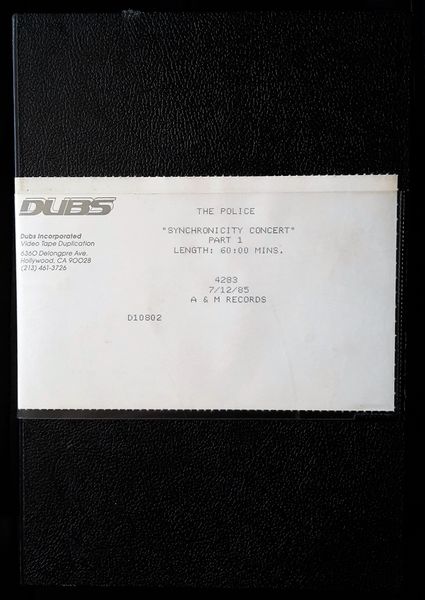 DUBS
Dubs Incorporated
Video Tape Duplication
6360 Delongpre Ave.
Hollywood, CA 90028
(213) 461-3726
THE POLICE
"SYNCHRONICITY CONCERT"
PART 1
LENGTH: 60:00 MINS.
4283
7/12/85
A & M RECORDS
D10802